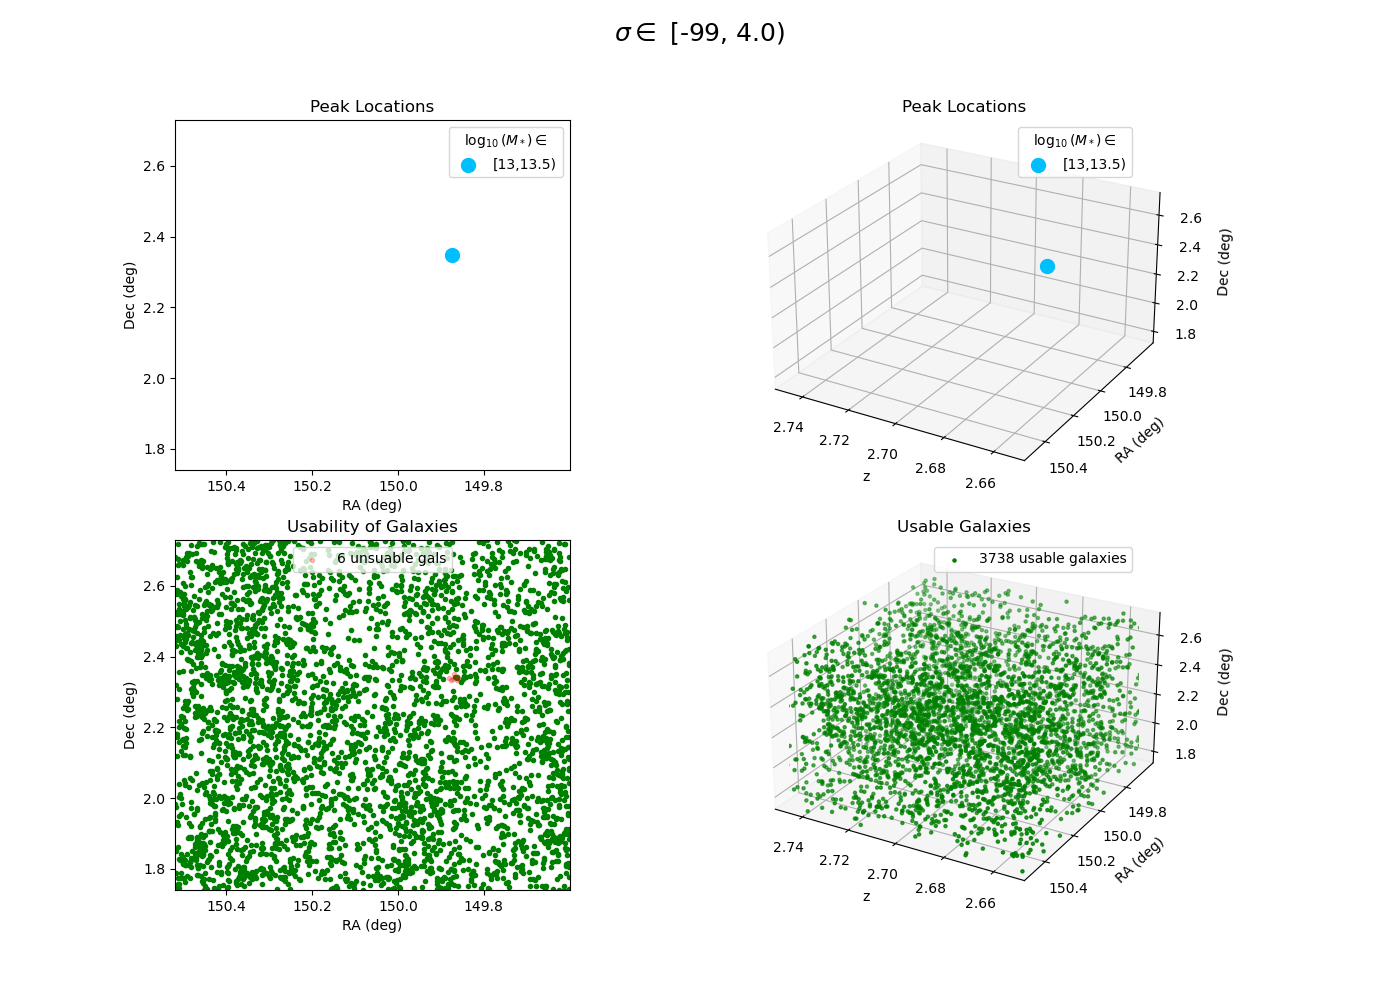 σ ∈ [-99, 4.0)
Peak Locations
log₁₀(M*) ∈
[13,13.5)
2.6
2.4
2.2
2.0
1.8
Dec (deg)
150.4 150.2 150.0 149.8
RA (deg)
Peak Locations
log₁₀(M*) ∈
[13,13.5)
2.6
2.4
2.2
2.0
1.8
Dec (deg)
149.8
150.0
150.2
150.4
RA (deg)
2.74
2.72
2.70
2.68
2.66
z
Usability of Galaxies
6 unsuable gals
2.6
2.4
2.2
2.0
1.8
Dec (deg)
150.4 150.2 150.0 149.8
RA (deg)
Usable Galaxies
3738 usable galaxies
2.6
2.4
2.2
2.0
1.8
Dec (deg)
149.8
150.0
150.2
150.4
RA (deg)
2.74
2.72
2.70
2.68
2.66
z